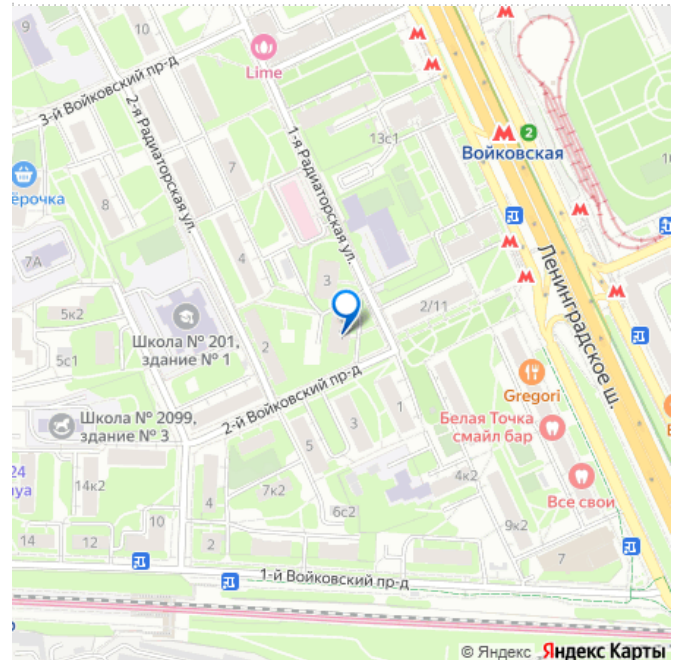 9
10
3-й Войковский пр-д
Lime
2-я Радиаторская ул.
1-я Радиаторская ул.
13с1
2
Войковская
7
ёрочка
8
7А
4
3
Ленинградское ш.
5к2
Школа № 201,
здание № 1
2/11
5с1
2
2-й Войковский пр-д
Gregori
Школа № 2099,
здание № 3
1
Белая Точка
смайл бар
5
3
24
ауа
14к2
7к2
4к2
Все свои
10
4
6с2
9к2
14
12
2
7
1-й Войковский пр-д
© Яндекс Яндекс Карты